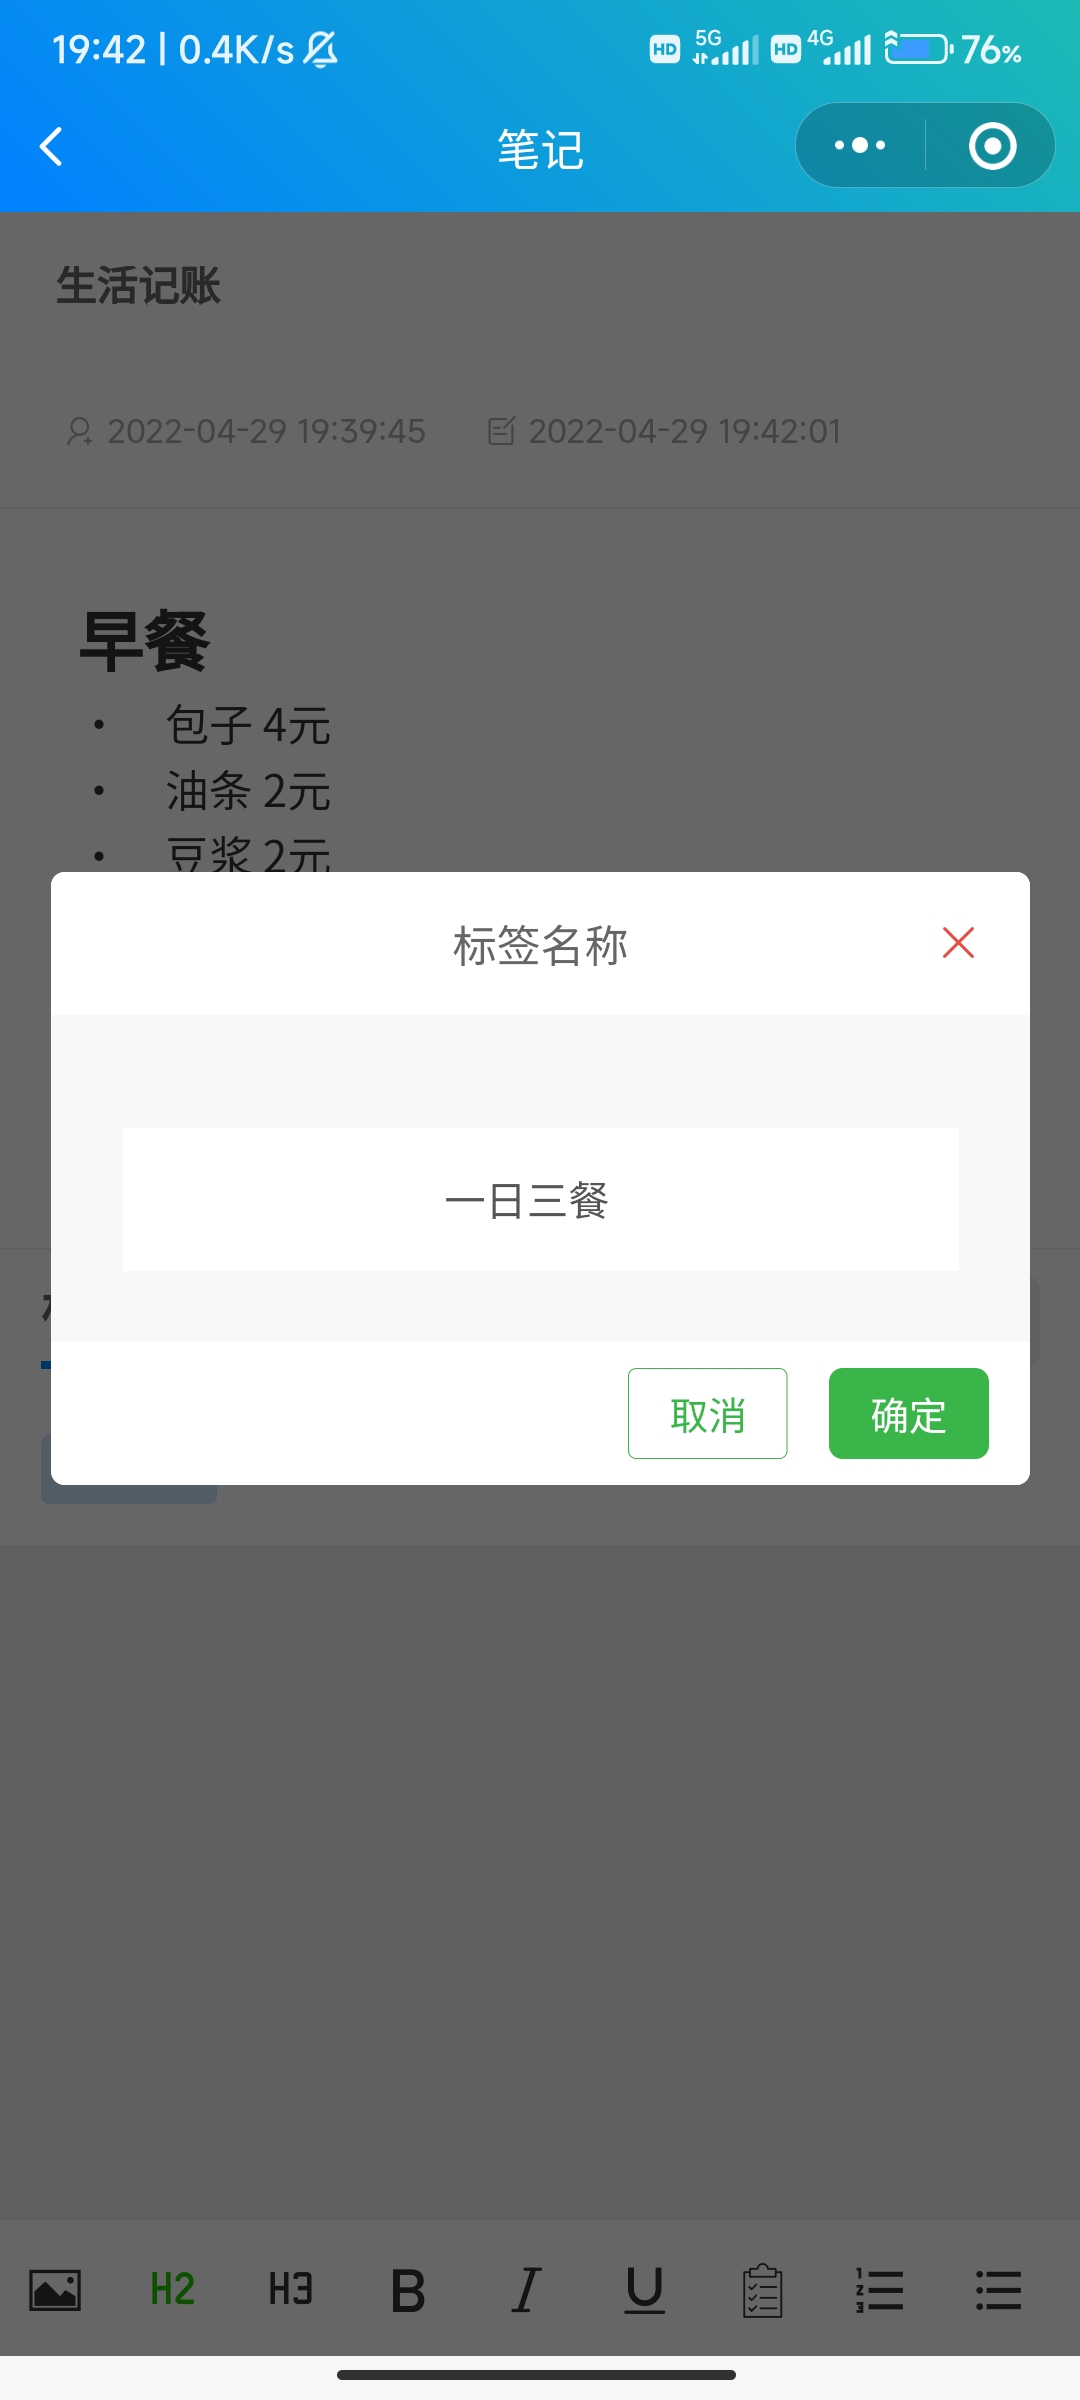 19:42 | 0.4K/s HD 5G HD 4G 76%
笔记
生活记账
2022-04-29 19:39:45 2022-04-29 19:42:01
早餐
• 包子 4元
• 油条 2元
• 豆浆 2元
标签名称
一日三餐
取消 确定
H2 H3 B I U